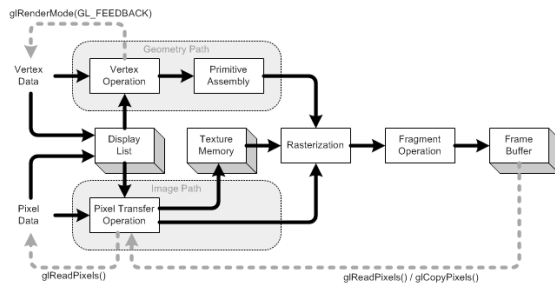 glRenderMode(GL_FEEDBACK)
Geometry Path
Vertex
Data
Vertex
Operation
Primitive
Assembly
Display
List
Texture
Memory
Rasterization
Fragment
Operation
Frame
Buffer
Image Path
Pixel
Data
Pixel Transfer
Operation
glReadPixels()
glReadPixels() / glCopyPixels()